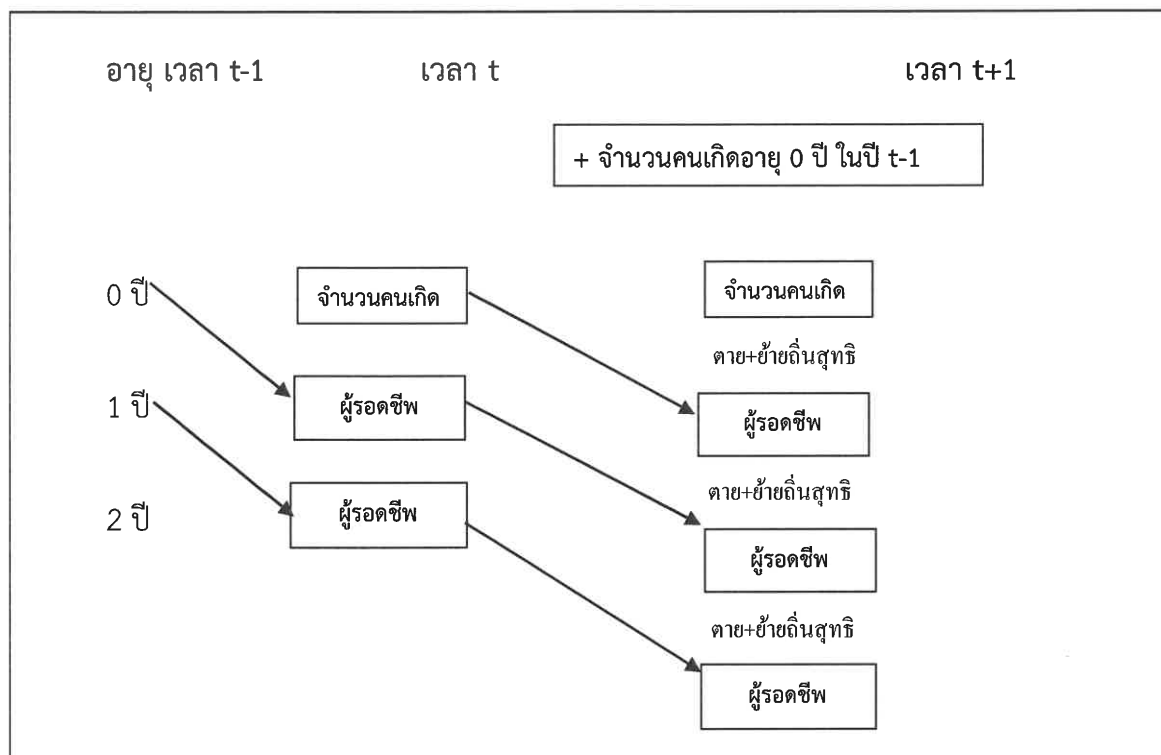 อายุ เวลา t-1 เวลา t เวลา t+1
+ จำนวนคนเกิดอายุ 0 ปี ในปี t-1
0 ปี จำนวนคนเกิด จำนวนคนเกิด
ตาย+ย้ายถิ่นสุทธิ
1 ปี ผู้รอดชีพ ผู้รอดชีพ
ตาย+ย้ายถิ่นสุทธิ
2 ปี ผู้รอดชีพ ผู้รอดชีพ
ตาย+ย้ายถิ่นสุทธิ
ผู้รอดชีพ